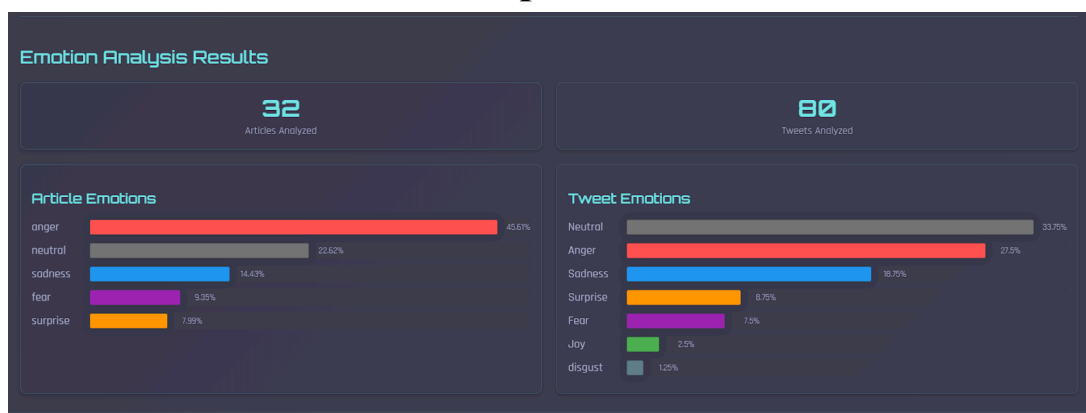 Emotion Analysis Results
32
Articles Analyzed
80
Tweets Analyzed
Article Emotions
anger 45.61%
neutral 22.62%
sadness 14.43%
fear 9.35%
surprise 7.99%
Tweet Emotions
Neutral 33.75%
Anger 27.5%
Sadness 18.75%
Surprise 8.75%
Fear 7.5%
Joy 2.5%
disgust 1.25%